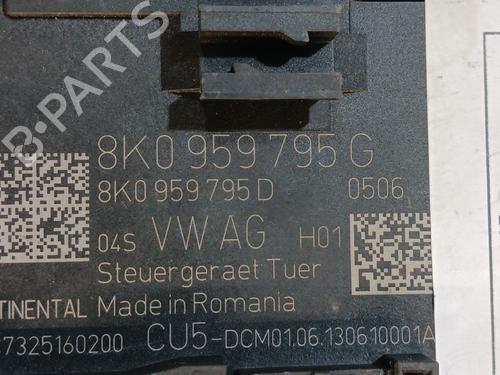 8K0 959 795 G
8K0 959 795 D 0506
04S VW AG H01
Steuergeraet Tuer
TINENTAL Made in Romania
7325160200 CU5-DCM01.06.130610001A
B-PARTS